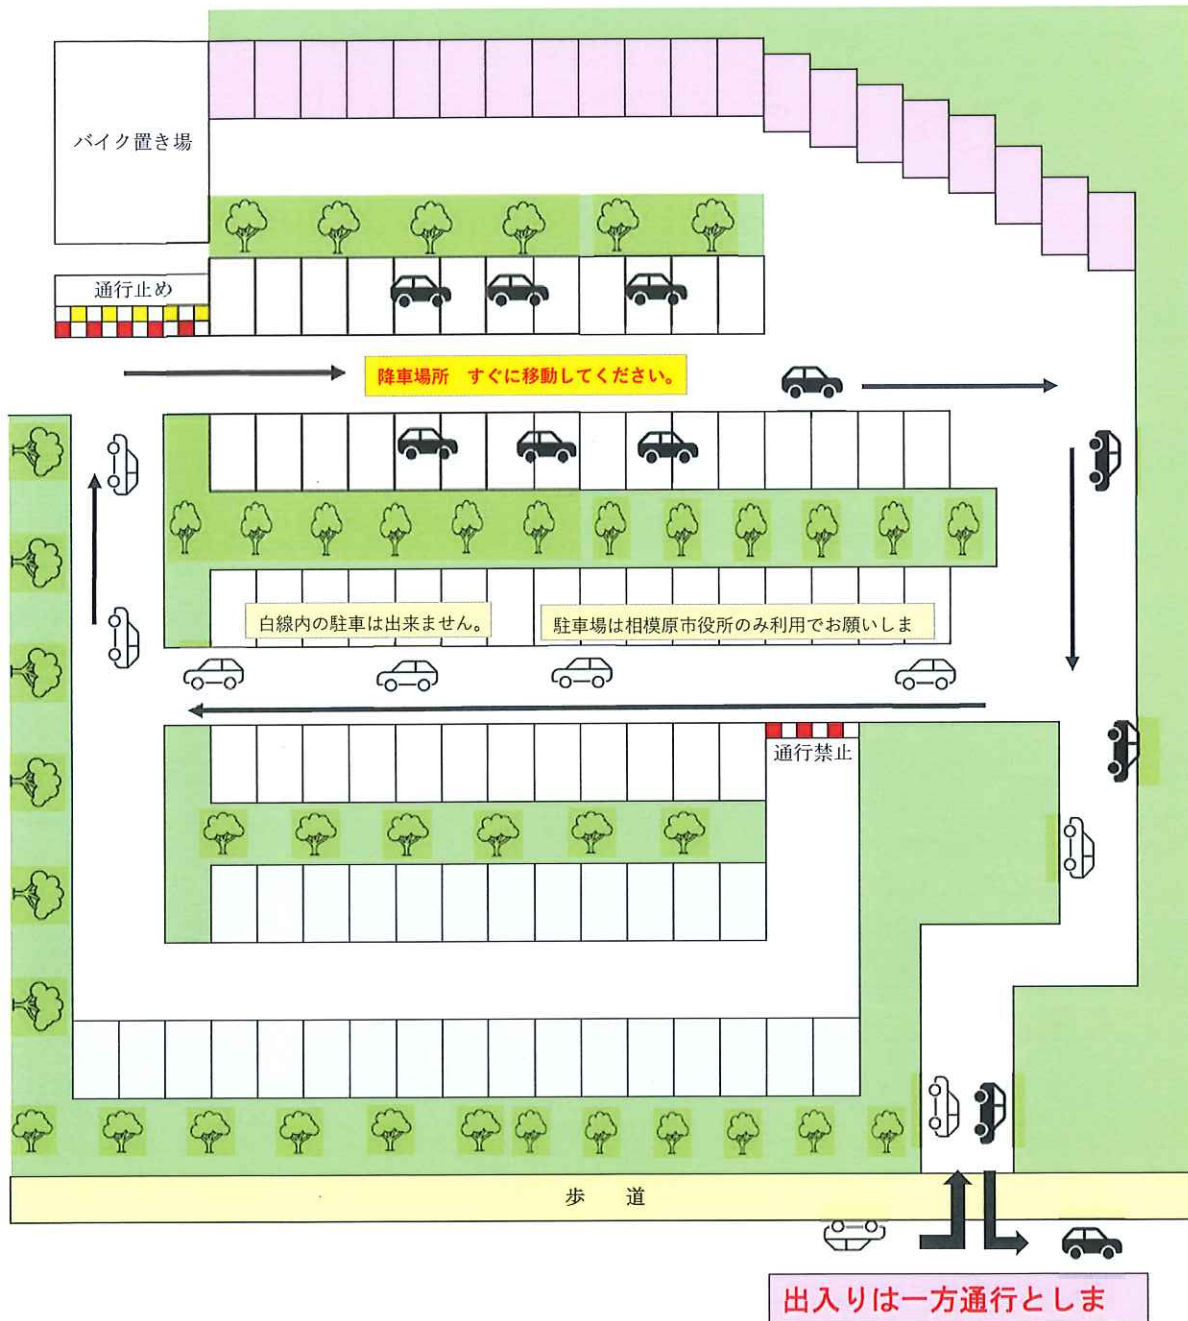 バイク置き場
通行止め
降車場所　すぐに移動してください。
白線内の駐車は出来ません。
駐車場は相模原市役所のみ利用でお願いしま
通行禁止
歩　道
出入りは一方通行としま